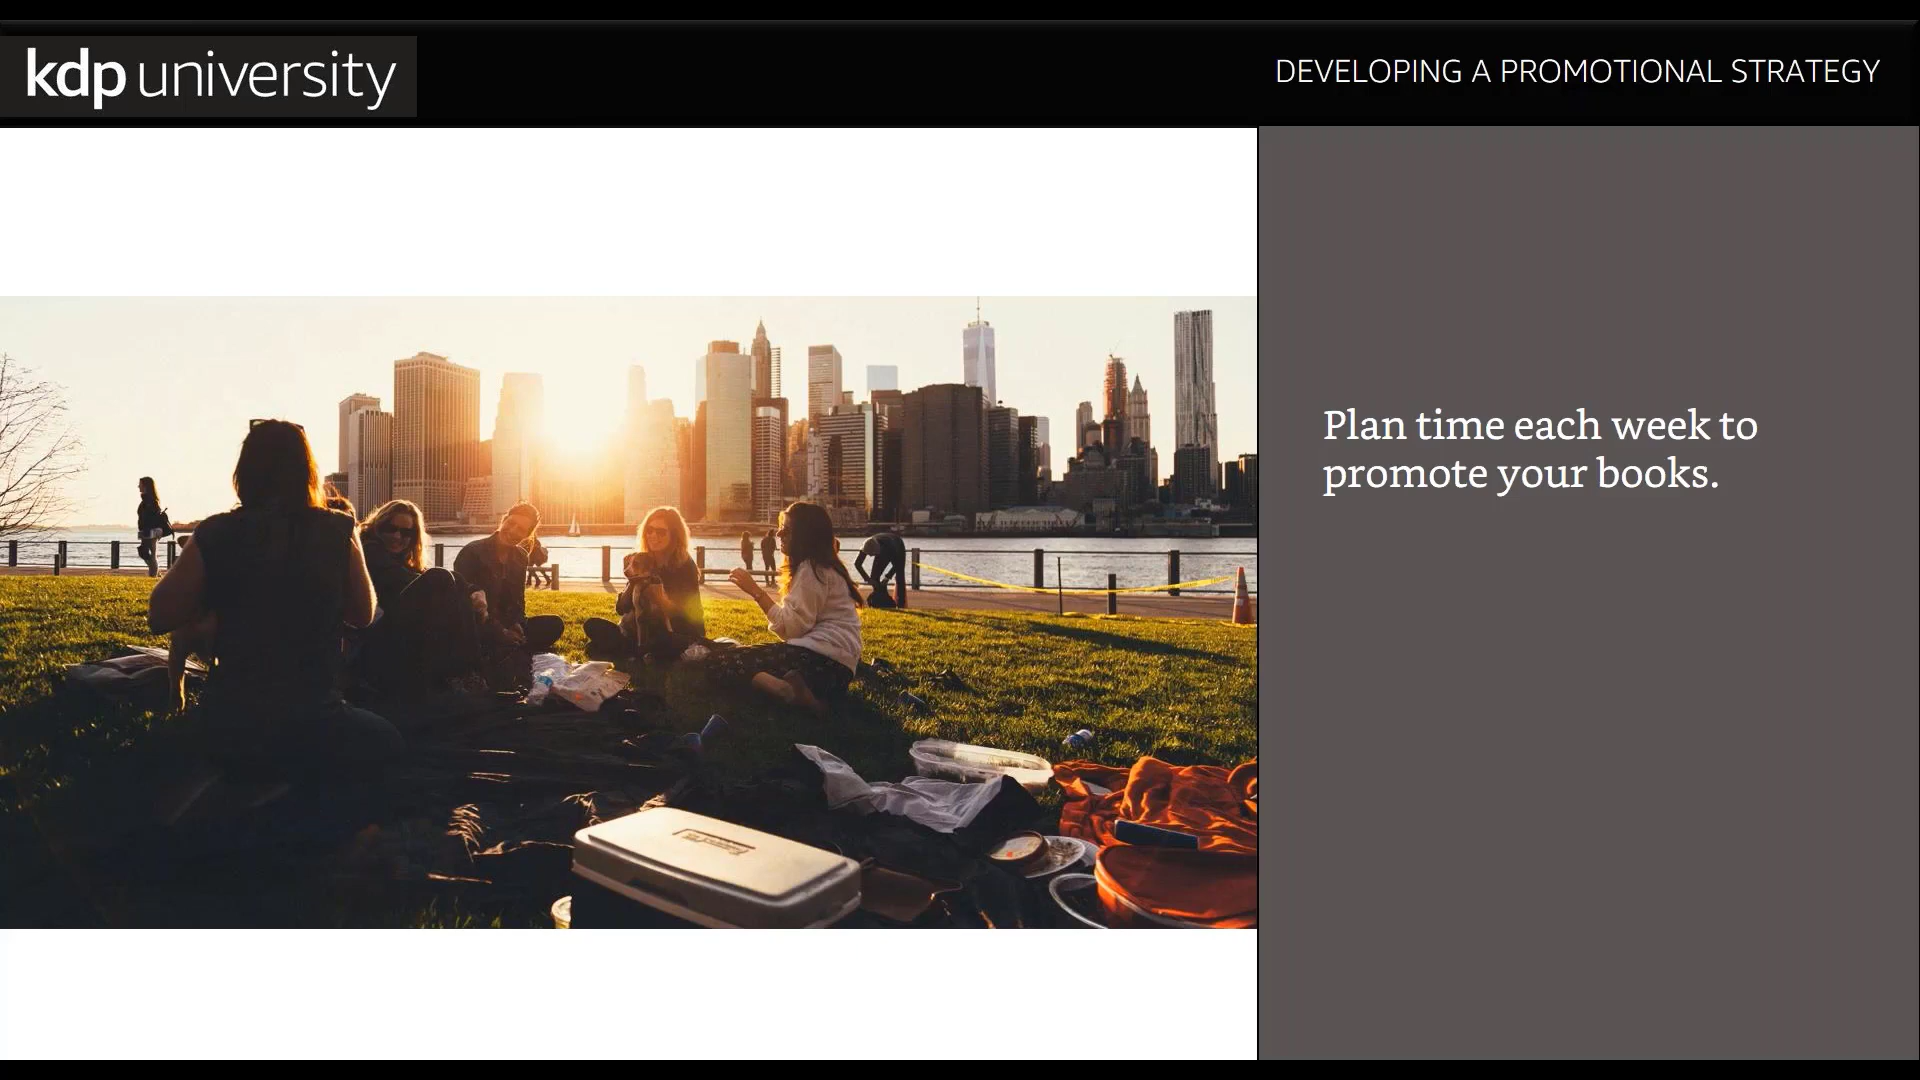 kdp university
DEVELOPING A PROMOTIONAL STRATEGY
Plan time each week to
promote your books.